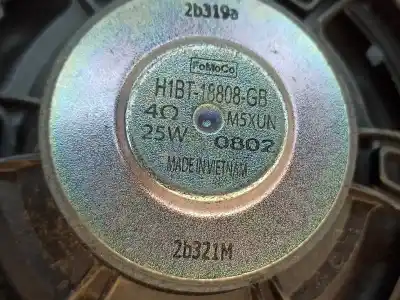 2b319a
FoMoCo
H1BT-18808-GB
4Ω M5XUN
25W 0802
MADE IN VIETNAM
2b321M